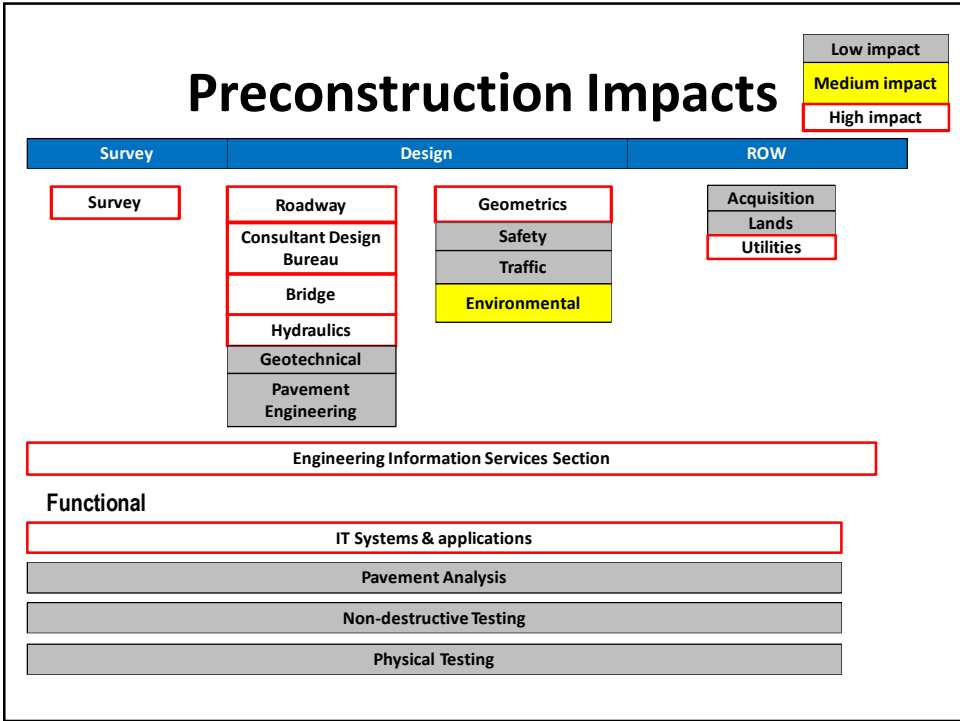 Preconstruction Impacts
Low impact
Medium impact
High impact
Survey
Design
ROW
Survey
Roadway
Consultant Design
Bureau
Bridge
Hydraulics
Geotechnical
Pavement
Engineering
Geometrics
Safety
Traffic
Environmental
Acquisition
Lands
Utilities
Engineering Information Services Section
Functional
IT Systems & applications
Pavement Analysis
Non-destructive Testing
Physical Testing